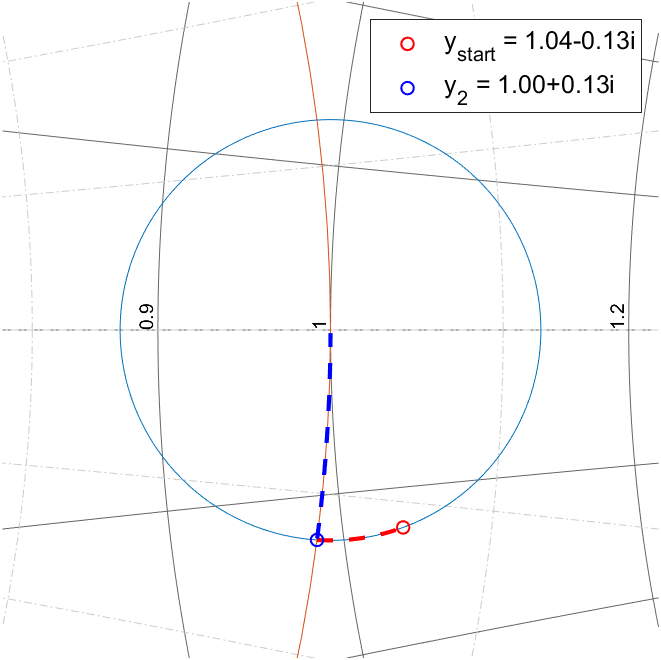 y_start = 1.04-0.13i
y_2 = 1.00+0.13i
0.9
1
1.2